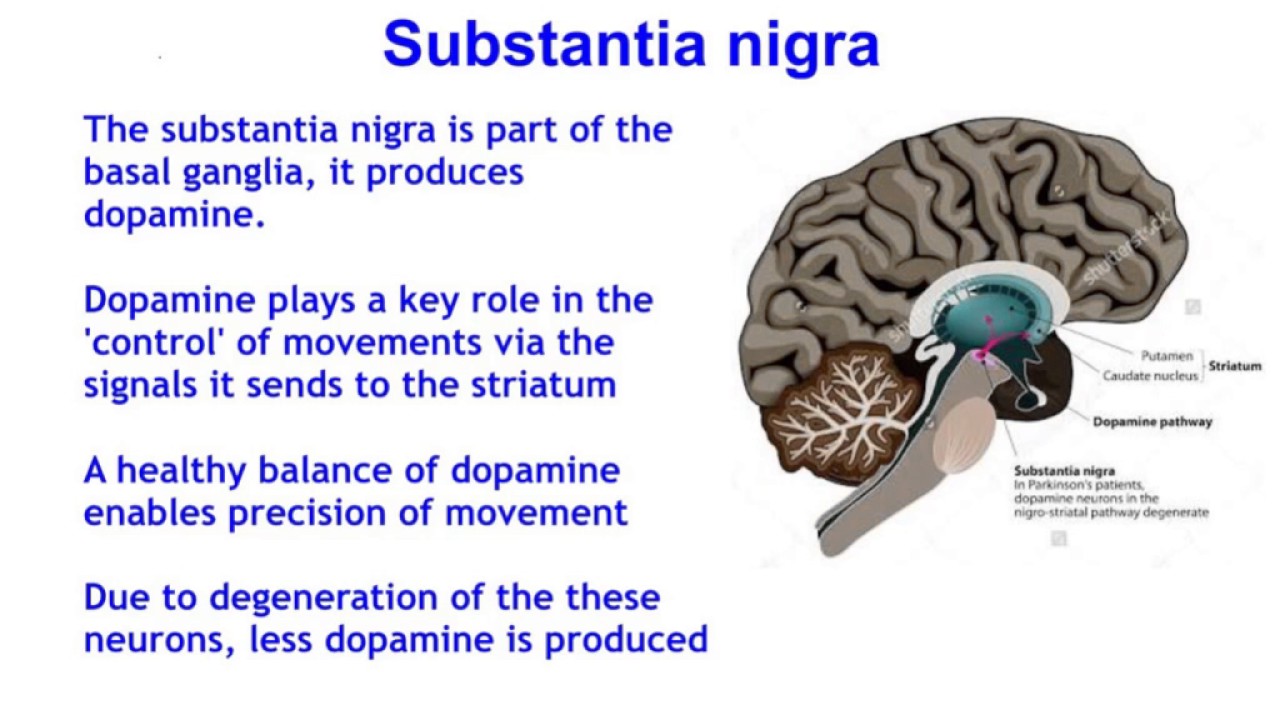 Substantia nigra
The substantia nigra is part of the
basal ganglia, it produces
dopamine.
Dopamine plays a key role in the
'control' of movements via the
signals it sends to the striatum
A healthy balance of dopamine
enables precision of movement
Due to degeneration of the these
neurons, less dopamine is produced
shutterstock
Putamen
Caudate nucleus
Striatum
Dopamine pathway
Substantia nigra
In Parkinson's patients,
dopamine neurons in the
nigro-striatal pathway degenerate